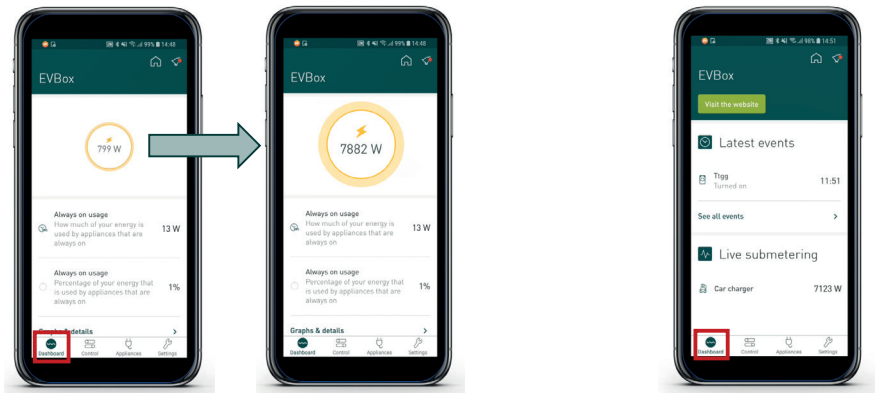 99% 14:48
EVBox
799 W
Always on usage
How much of your energy is
used by appliances that are
always on
13 W
Always on usage
Percentage of your energy that
is used by appliances that are
always on
1%
Graphs & details
Dashboard Control Appliances Settings
99% 14:48
EVBox
7882 W
Always on usage
How much of your energy is
used by appliances that are
always on
13 W
Always on usage
Percentage of your energy that
is used by appliances that are
always on
1%
Graphs & details
Dashboard Control Appliances Settings
98% 14:51
EVBox
Visit the website
Latest events
Ttgg
Turned on
11:51
See all events
Live submetering
Car charger 7123 W
Dashboard Control Appliances Settings